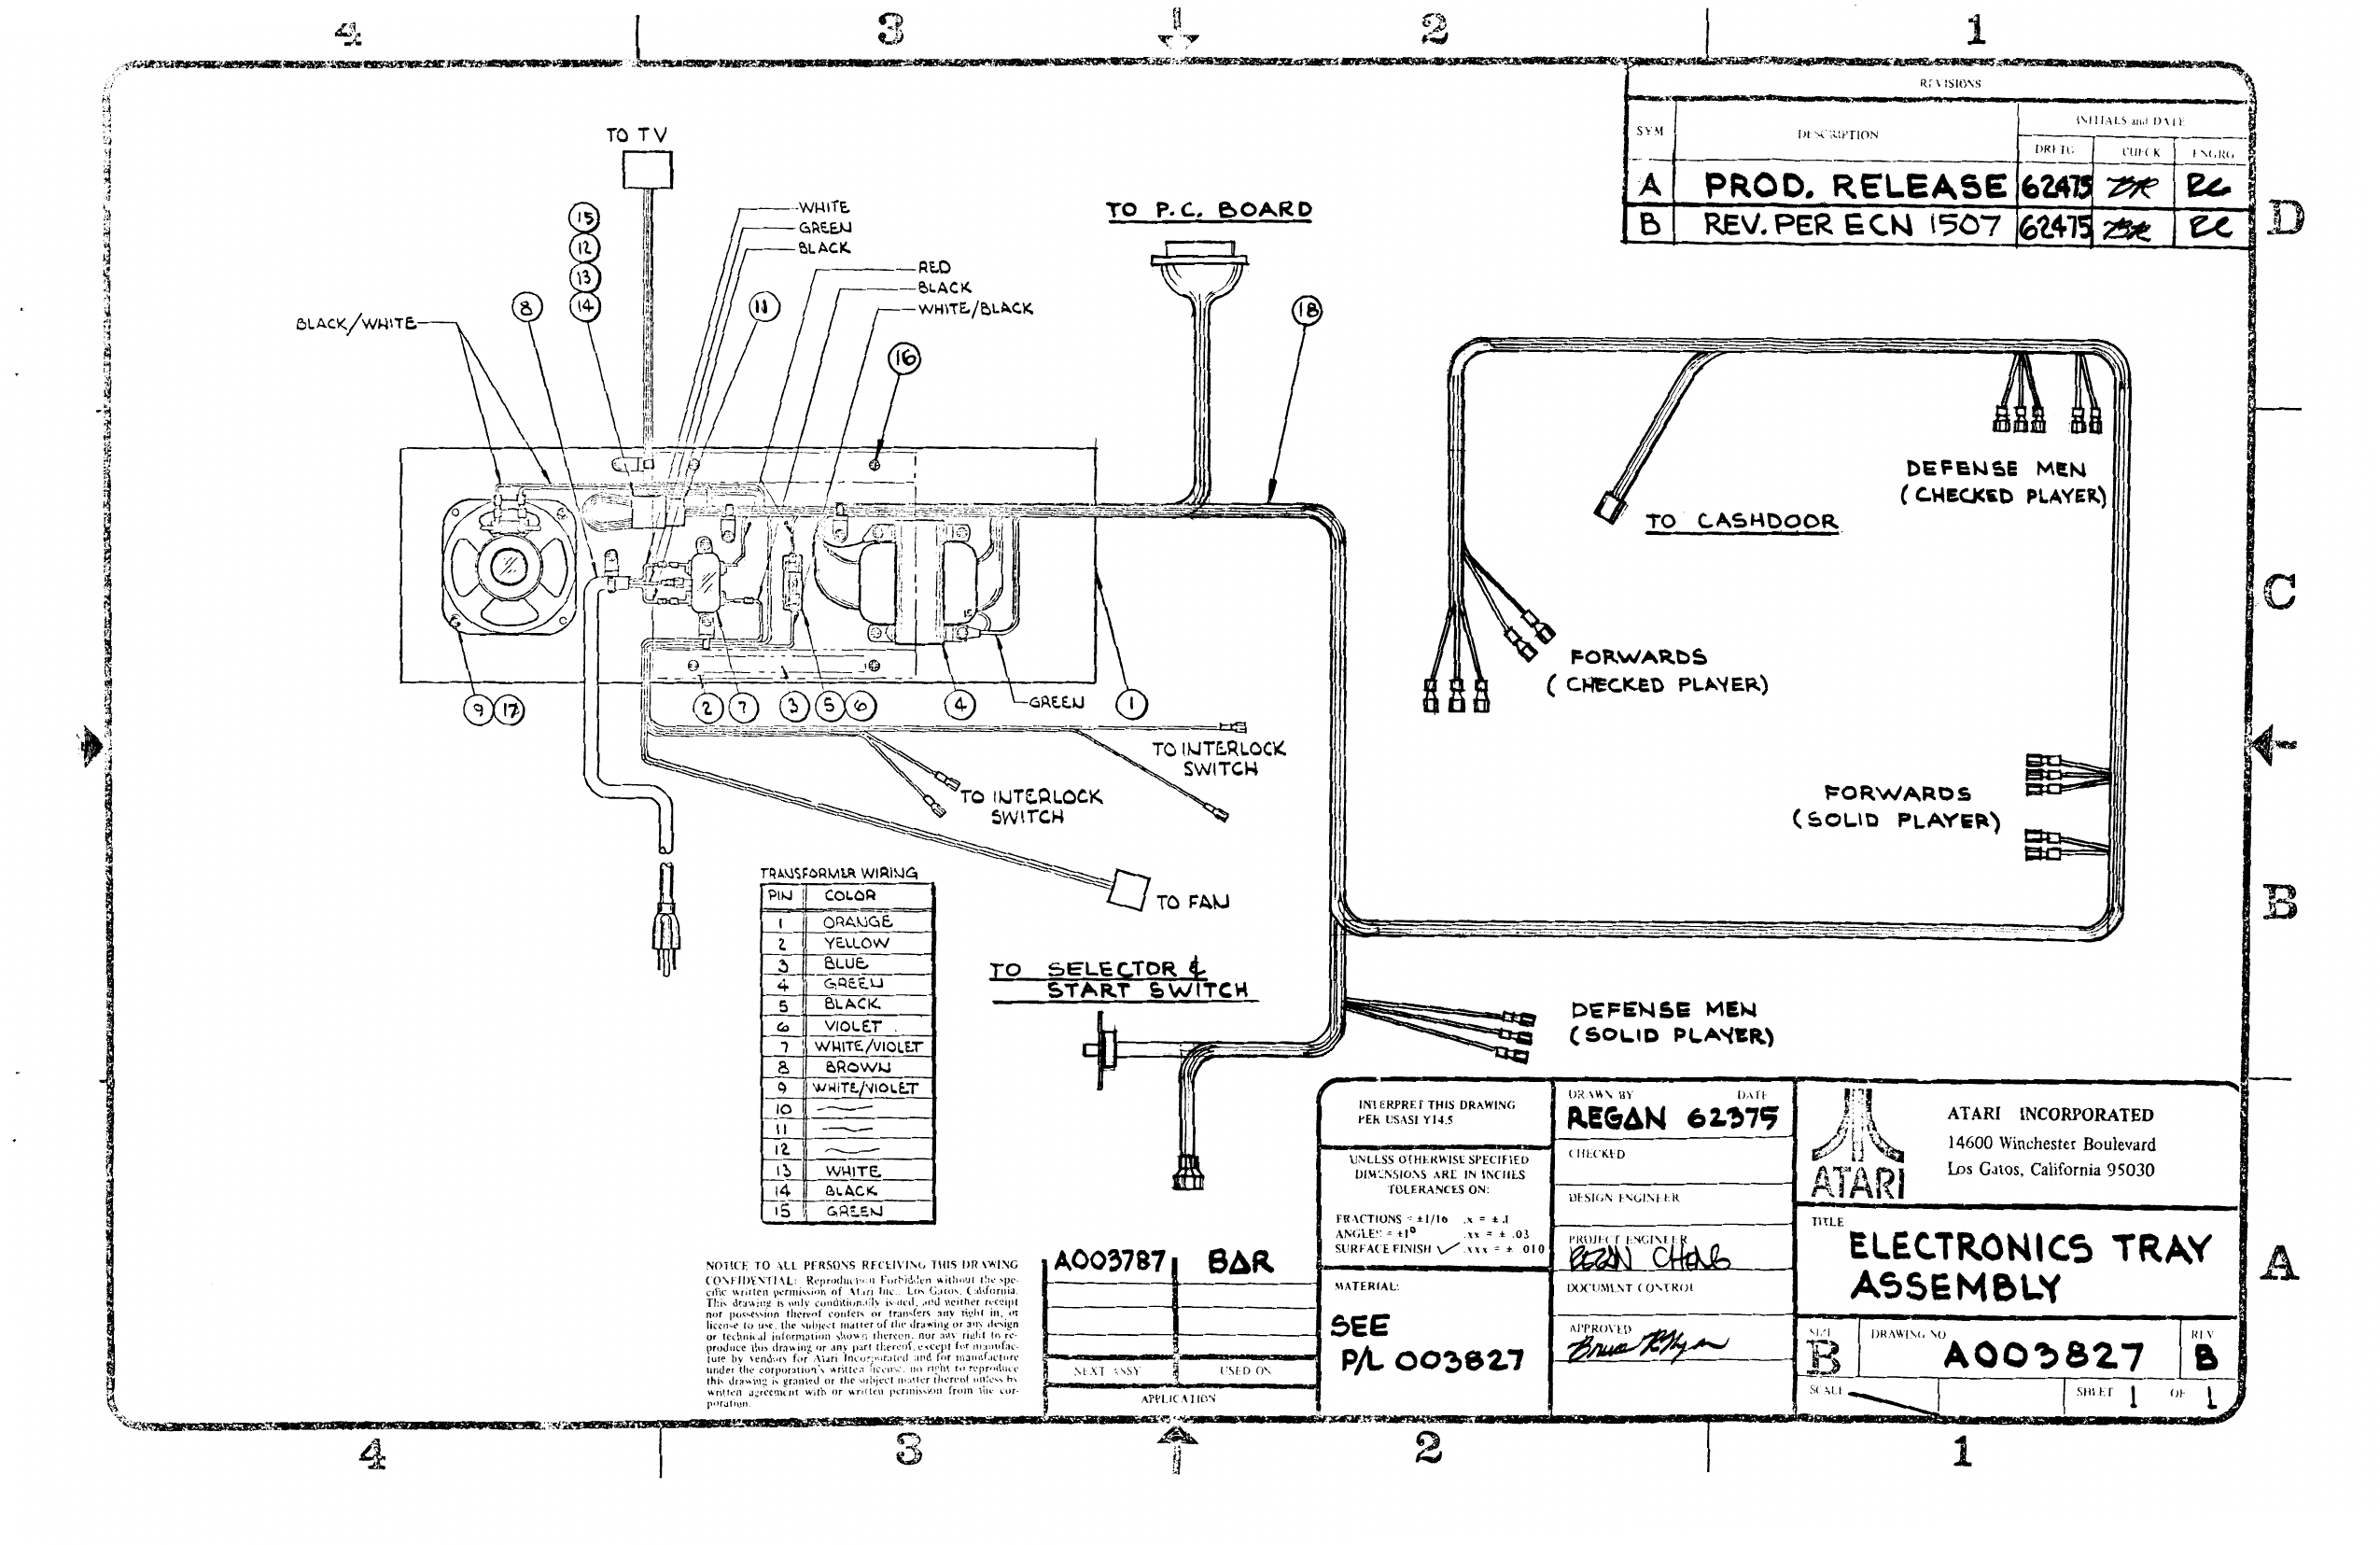 4 3 2 1
REVISIONS
SYM DESCRIPTION INITIALS and DATE
DRFTG CHECK ENGRG
A PROD. RELEASE 62475 BR RC
B REV. PER ECN 1507 62475 BR RC
D
C
B
A
TO TV
WHITE
GREEN
BLACK
RED
BLACK
WHITE/BLACK
BLACK/WHITE
15
12
13
14
8
11
16
18
TO P.C. BOARD
DEFENSE MEN
(CHECKED PLAYER)
TO CASHDOOR
FORWARDS
(CHECKED PLAYER)
15
9 17 2 7 3 5 6 4 GREEN 1
TO INTERLOCK
SWITCH
TO INTERLOCK
SWITCH
FORWARDS
(SOLID PLAYER)
TO FAN
TRANSFORMER WIRING
PIN COLOR
1 ORANGE
2 YELLOW
3 BLUE
4 GREEN
5 BLACK
6 VIOLET
7 WHITE/VIOLET
8 BROWN
9 WHITE/VIOLET
10
11
12
13 WHITE
14 BLACK
15 GREEN
TO SELECTOR &
START SWITCH
DEFENSE MEN
(SOLID PLAYER)
NOTICE TO ALL PERSONS RECEIVING THIS DRAWING
CONFIDENTIAL: Reproduction Forbidden without the spe-
cific written permission of Atari Inc., Los Gatos, California.
This drawing is only conditionally issued, and neither receipt
nor possession thereof confers or transfers any right in, or
license to use, the subject matter of the drawing or any design
or technical information shown thereon, nor any right to re-
produce this drawing or any part thereof, except for manufac-
ture by vendors for Atari Incorporated and for manufacture
under the corporation's written license, no right to reproduce
this drawing is granted or the subject matter thereof unless by
written agreement with or written permission from the cor-
poration.
A003787 BAR
NEXT ASSY USED ON
APPLICATION
INTERPRET THIS DRAWING
PER USASI Y14.5
UNLESS OTHERWISE SPECIFIED
DIMENSIONS ARE IN INCHES
TOLERANCES ON:
FRACTIONS = ±1/16 .x = ±.1
ANGLES = ±1° .xx = ± .03
SURFACE FINISH √ .xxx = ± .010
MATERIAL:
SEE
P/L 003827
DRAWN BY DATE
REGAN 62375
CHECKED
DESIGN ENGINEER
PROJECT ENGINEER
REGAN CHENG
DOCUMENT CONTROL
APPROVED
ATARI
ATARI INCORPORATED
14600 Winchester Boulevard
Los Gatos, California 95030
TITLE
ELECTRONICS TRAY
ASSEMBLY
SIZE
B
DRAWING NO
A003827
REV
B
SCALE
SHEET 1 OF 1
4 3 2 1